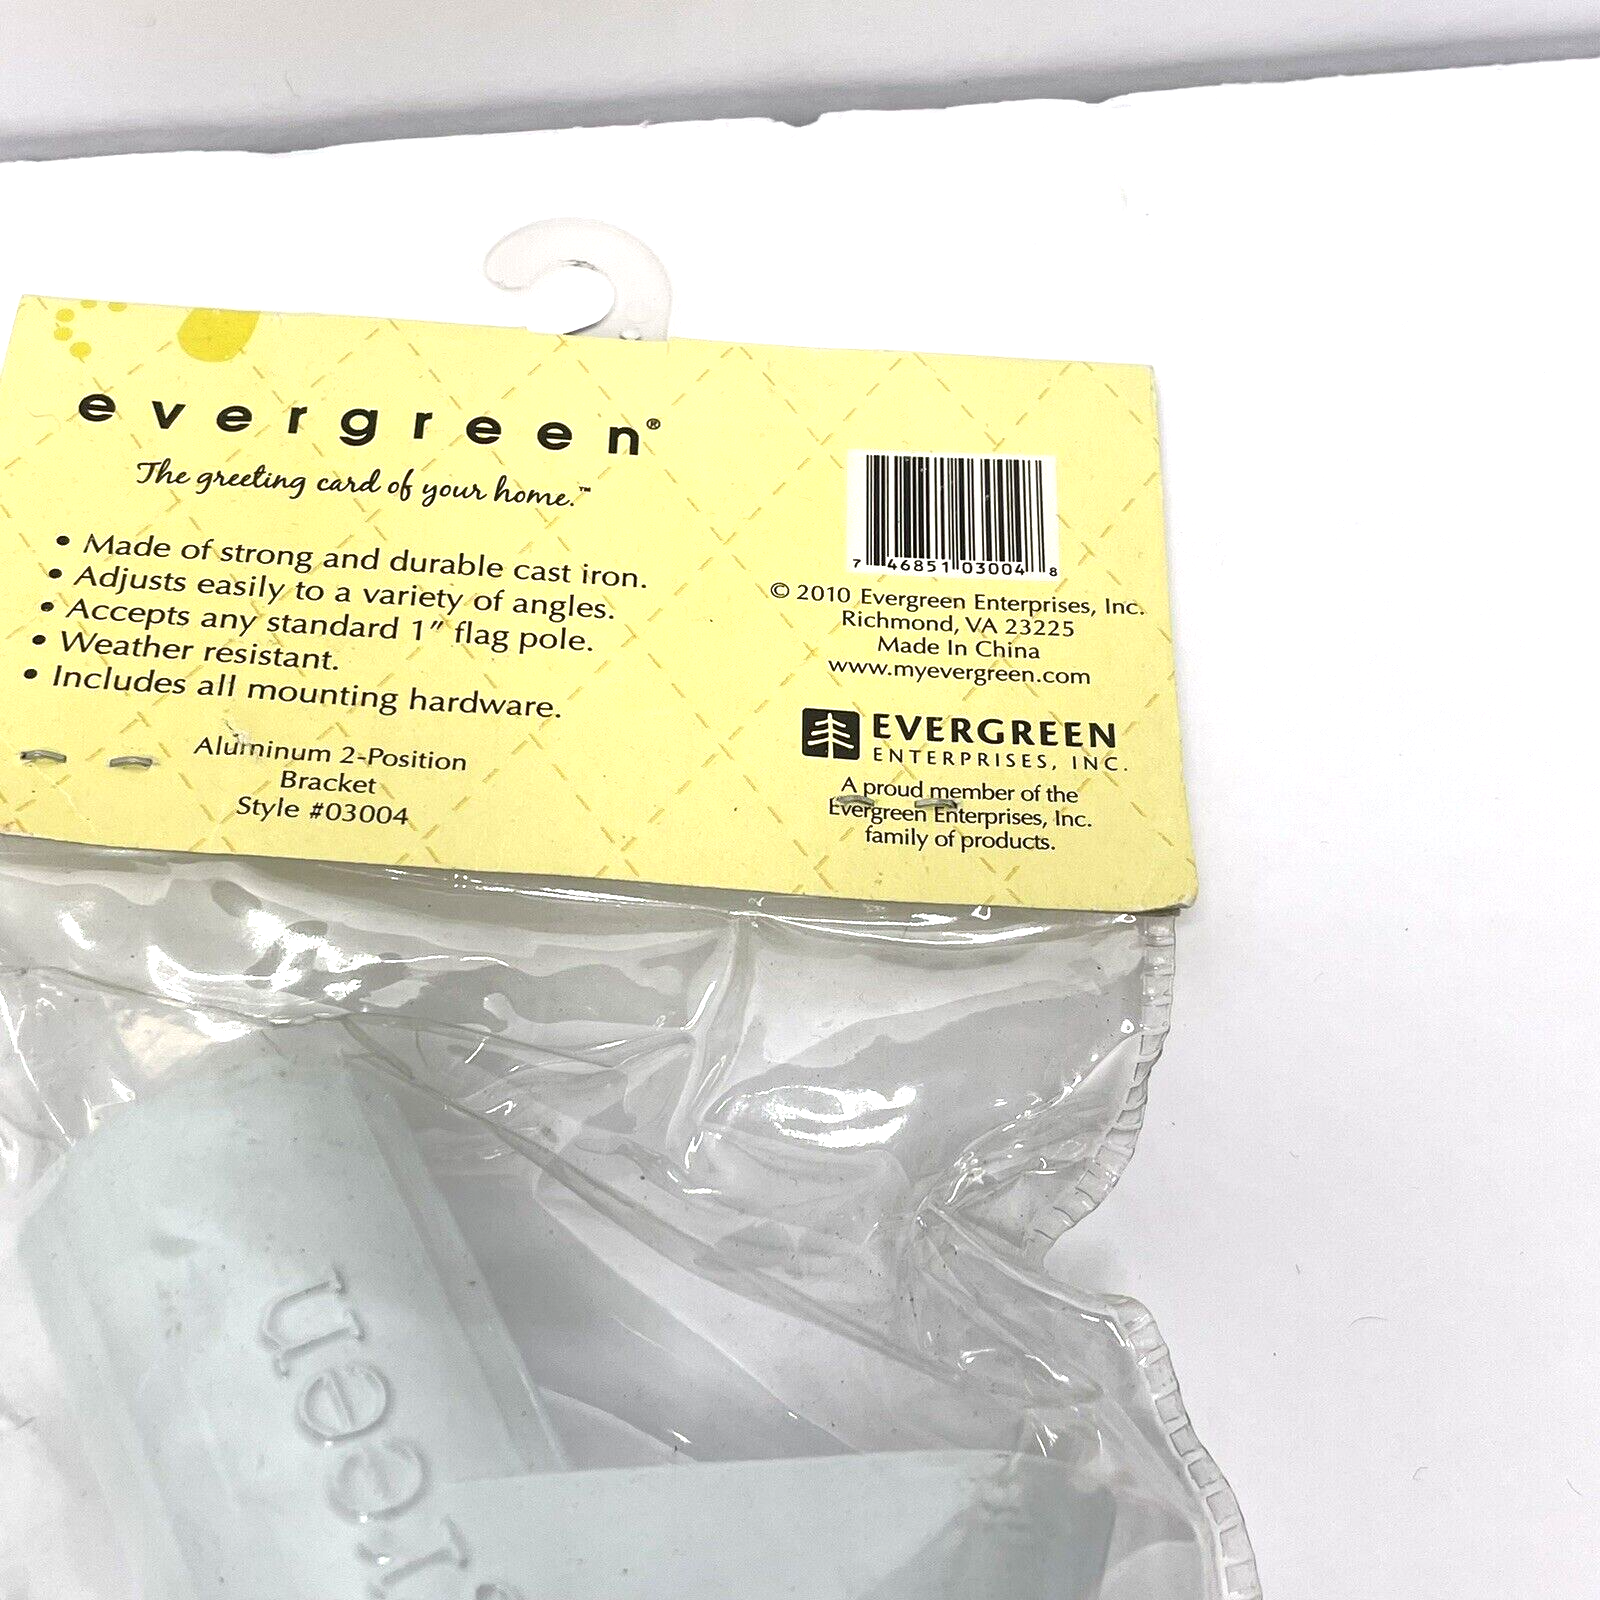 evergreen®
The greeting card of your home.™
• Made of strong and durable cast iron.
• Adjusts easily to a variety of angles.
• Accepts any standard 1" flag pole.
• Weather resistant.
• Includes all mounting hardware.
Aluminum 2-Position
Bracket
Style #03004
7 46851 03004 8
© 2010 Evergreen Enterprises, Inc.
Richmond, VA 23225
Made In China
www.myevergreen.com
EVERGREEN
ENTERPRISES, INC.
A proud member of the
Evergreen Enterprises, Inc.
family of products.
reen